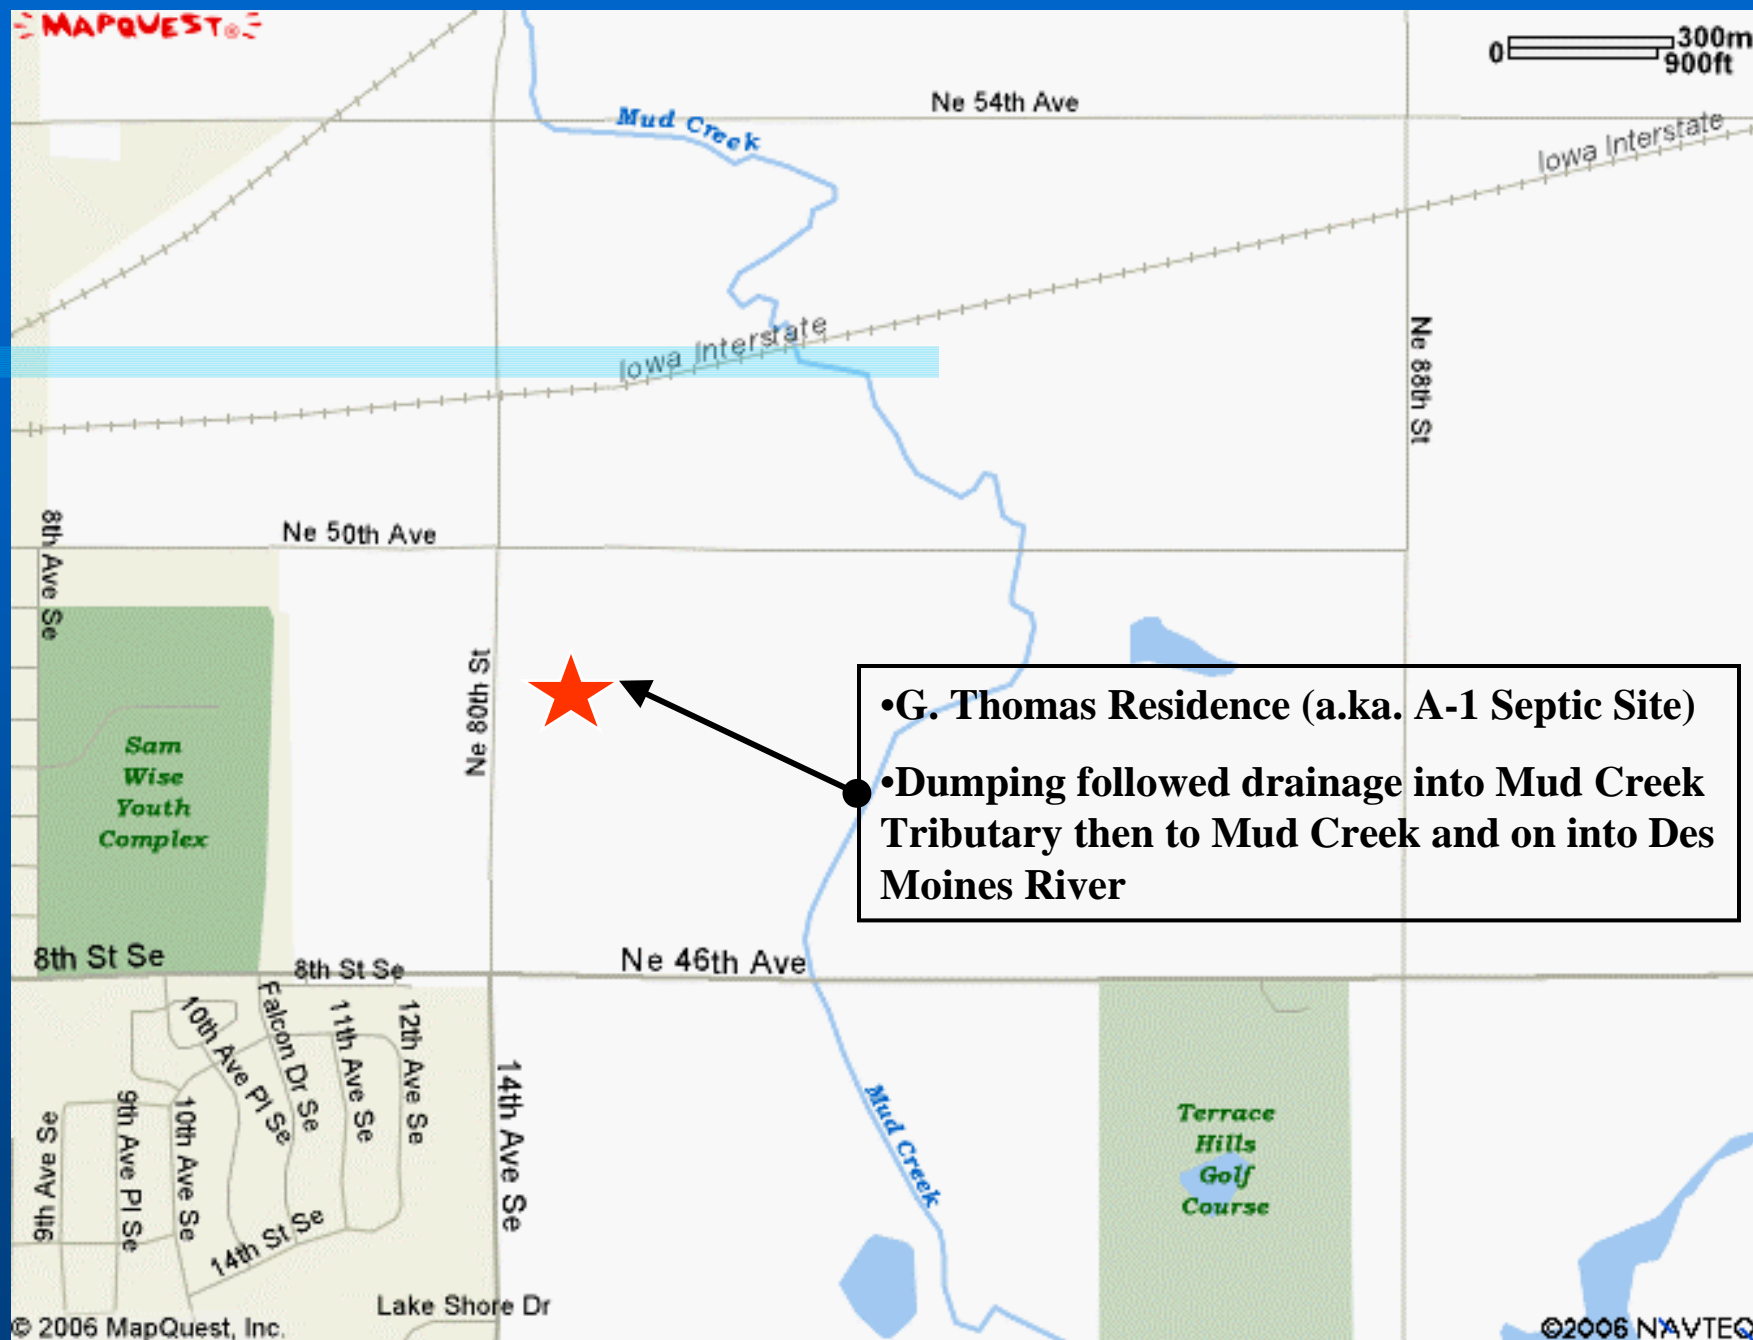 MAPQUEST®
0 300m
900ft
Ne 54th Ave
Mud Creek
Iowa Interstate
Iowa Interstate
Ne 88th St
8th Ave Se
Ne 50th Ave
Ne 80th St
•G. Thomas Residence (a.ka. A-1 Septic Site)
•Dumping followed drainage into Mud Creek
Tributary then to Mud Creek and on into Des
Moines River
Sam
Wise
Youth
Complex
8th St Se
8th St Se
Ne 46th Ave
10th Ave Pl Se
Falcon Dr Se
11th Ave Se
12th Ave Se
14th Ave Se
9th Ave Se
9th Ave Pl Se
10th Ave Se
14th St Se
Mud Creek
Terrace
Hills
Golf
Course
Lake Shore Dr
© 2006 MapQuest, Inc.
©2006 NAVTEQ